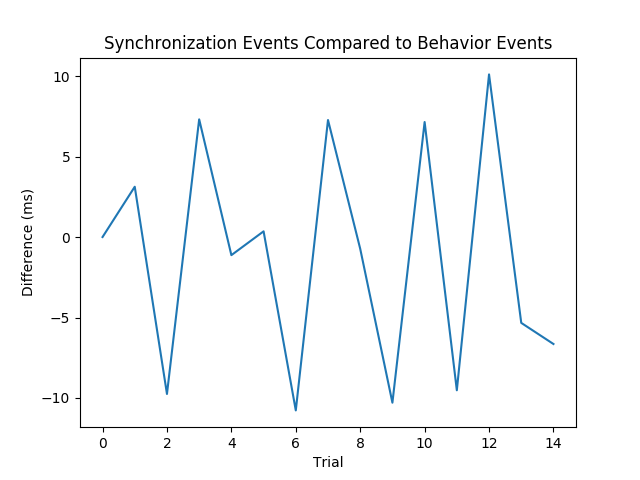 Synchronization Events Compared to Behavior Events
10
5
0
−5
−10
Difference (ms)
0 2 4 6 8 10 12 14
Trial